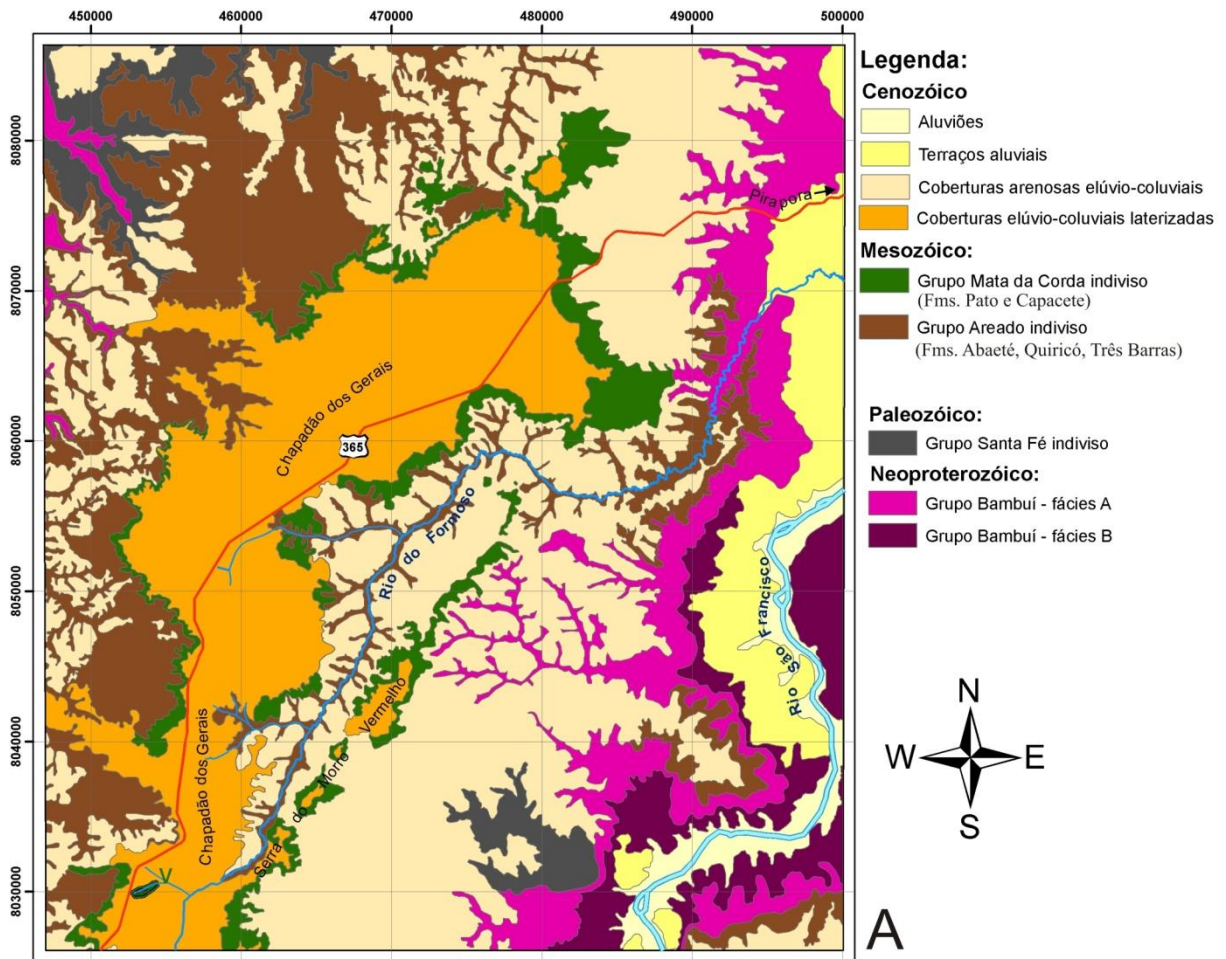 450000 460000 470000 480000 490000 500000
8080000
8070000
8060000
8050000
8040000
8030000
Pirapora
Chapadão dos Gerais
365
Rio do Formoso
Rio São Francisco
Chapadão dos Gerais
Serra do Morro Vermelho
V
Legenda:
Cenozóico
Aluviões
Terraços aluviais
Coberturas arenosas elúvio-coluviais
Coberturas elúvio-coluviais laterizadas
Mesozóico:
Grupo Mata da Corda indiviso
(Fms. Pato e Capacete)
Grupo Areado indiviso
(Fms. Abaeté, Quiricó, Três Barras)
Paleozóico:
Grupo Santa Fé indiviso
Neoproterozóico:
Grupo Bambuí - fácies A
Grupo Bambuí - fácies B
N
W E
S
A